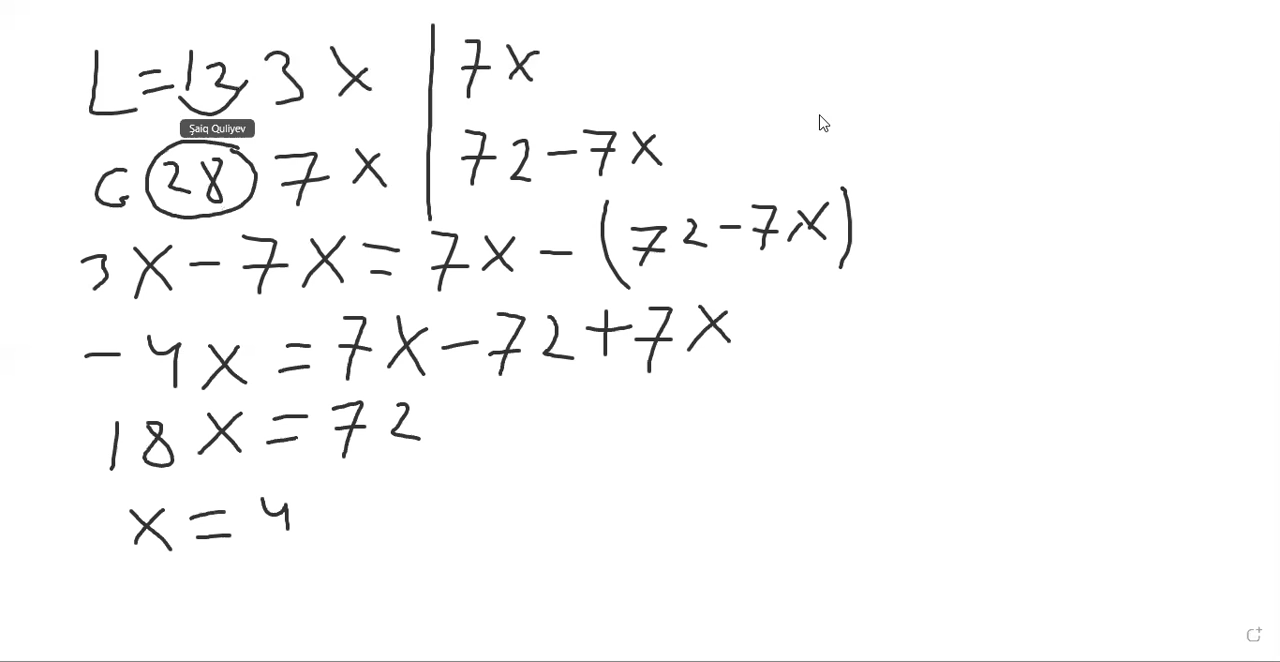 L=12 3x | 7x
Şaiq Quliyev
G 28 7x | 72-7x
3x-7x=7x-(72-7x)
-4x=7x-72+7x
18x=72
x=4